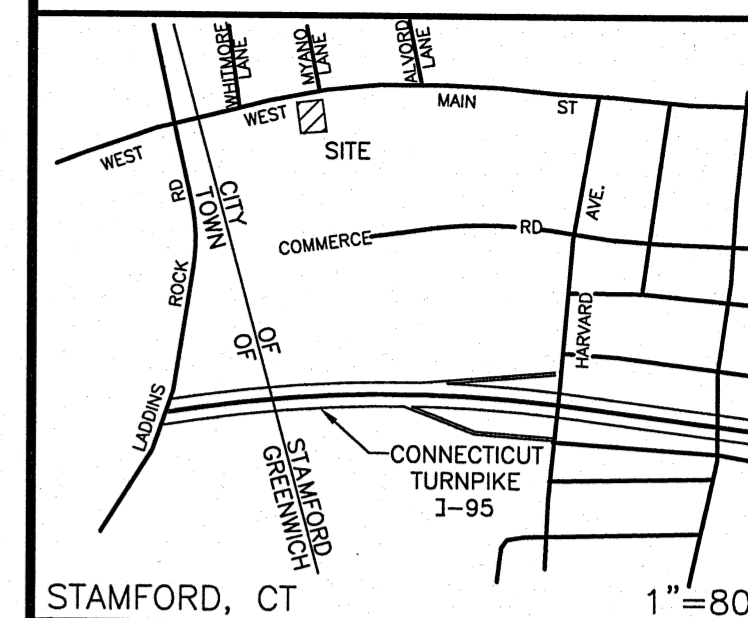 WHITMORE
LANE
MYANO
LANE
ALVORD
LANE
WEST
WEST
MAIN
ST
SITE
RD
CITY
TOWN
COMMERCE
RD
AVE.
ROCK
OF
OF
HARVARD
LADDINS
STAMFORD
GREENWICH
CONNECTICUT
TURNPIKE
I-95
STAMFORD, CT
1"=80